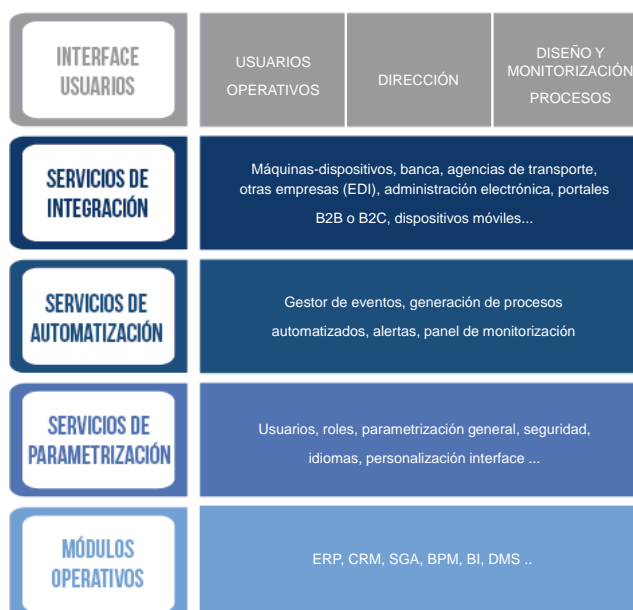 INTERFACE
USUARIOS
USUARIOS
OPERATIVOS
DIRECCIÓN
DISEÑO Y
MONITORIZACIÓN
PROCESOS
SERVICIOS DE
INTEGRACIÓN
Máquinas-dispositivos, banca, agencias de transporte,
otras empresas (EDI), administración electrónica, portales
B2B o B2C, dispositivos móviles...
SERVICIOS DE
AUTOMATIZACIÓN
Gestor de eventos, generación de procesos
automatizados, alertas, panel de monitorización
SERVICIOS DE
PARAMETRIZACIÓN
Usuarios, roles, parametrización general, seguridad,
idiomas, personalización interface ...
MÓDULOS
OPERATIVOS
ERP, CRM, SGA, BPM, BI, DMS ..